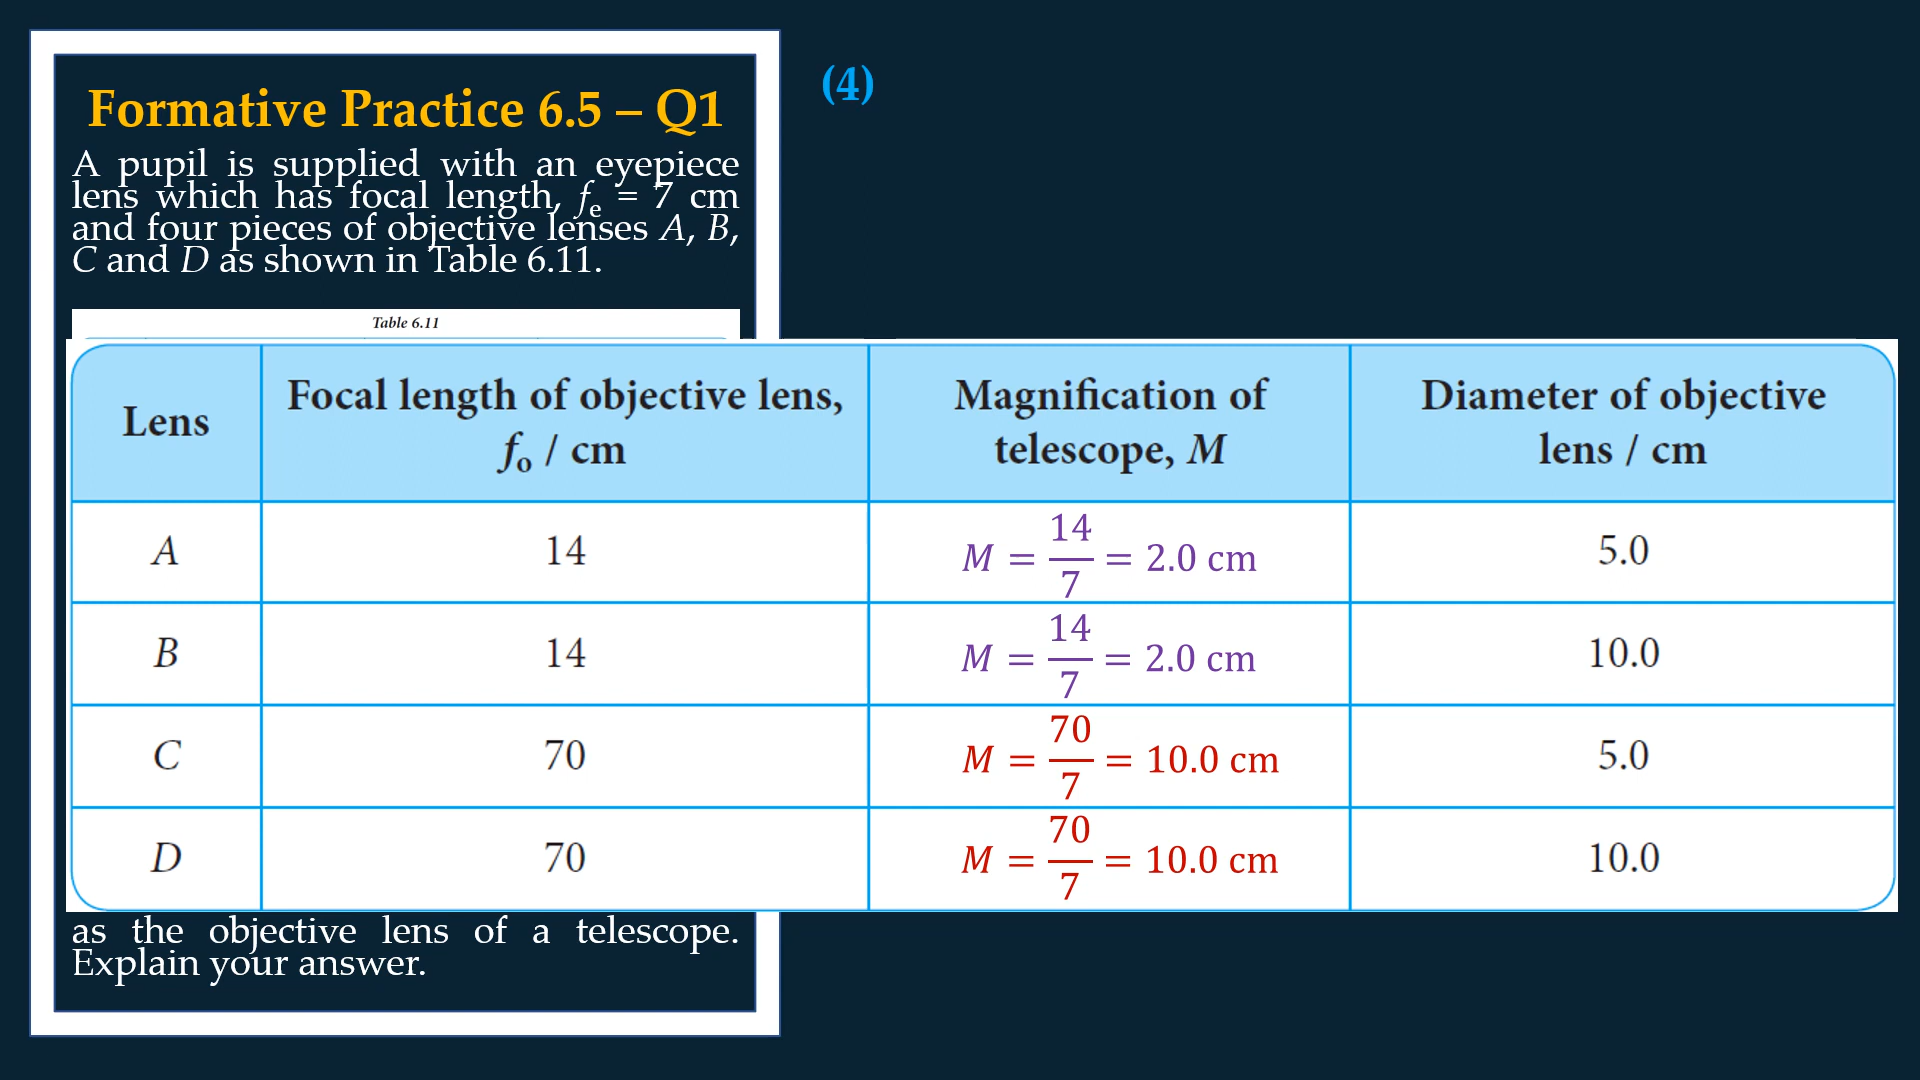 (4)
Formative Practice 6.5 – Q1
A pupil is supplied with an eyepiece
lens which has focal length, fₑ = 7 cm
and four pieces of objective lenses A, B,
C and D as shown in Table 6.11.
Table 6.11
Lens
Focal length of objective lens,
fₒ / cm
Magnification of
telescope, M
Diameter of objective
lens / cm
A
14
M = 14/7 = 2.0 cm
5.0
B
14
M = 14/7 = 2.0 cm
10.0
C
70
M = 70/7 = 10.0 cm
5.0
D
70
M = 70/7 = 10.0 cm
10.0
as the objective lens of a telescope.
Explain your answer.